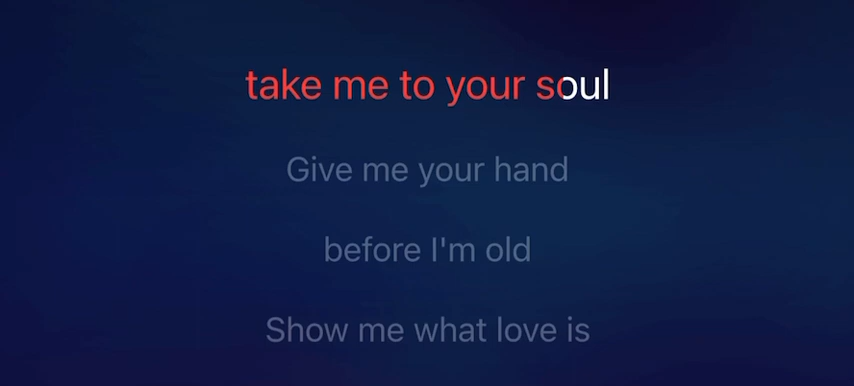 take me to your soul
Give me your hand
before I'm old
Show me what love is